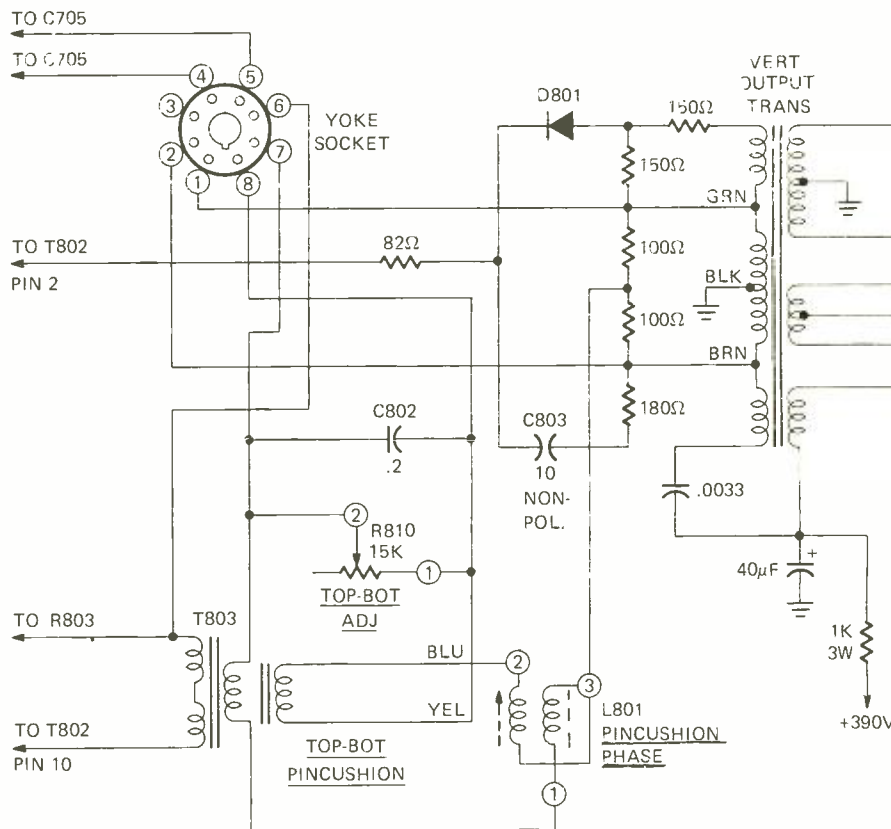 TO C705
TO C705
4
5
3
6
2
7
1
8
YOKE
SOCKET
D801
150Ω
150Ω
VERT
OUTPUT
TRANS
GRN
TO T802
PIN 2
82Ω
100Ω
BLK
100Ω
BRN
180Ω
C802
.2
C803
10
NON-
POL.
.0033
2
R810
15K
1
TOP-BOT
ADJ
40µF
+
1K
3W
+390V
TO R803
T803
BLU
2
3
YEL
L801
PINCUSHION
PHASE
TO T802
PIN 10
TOP-BOT
PINCUSHION
1